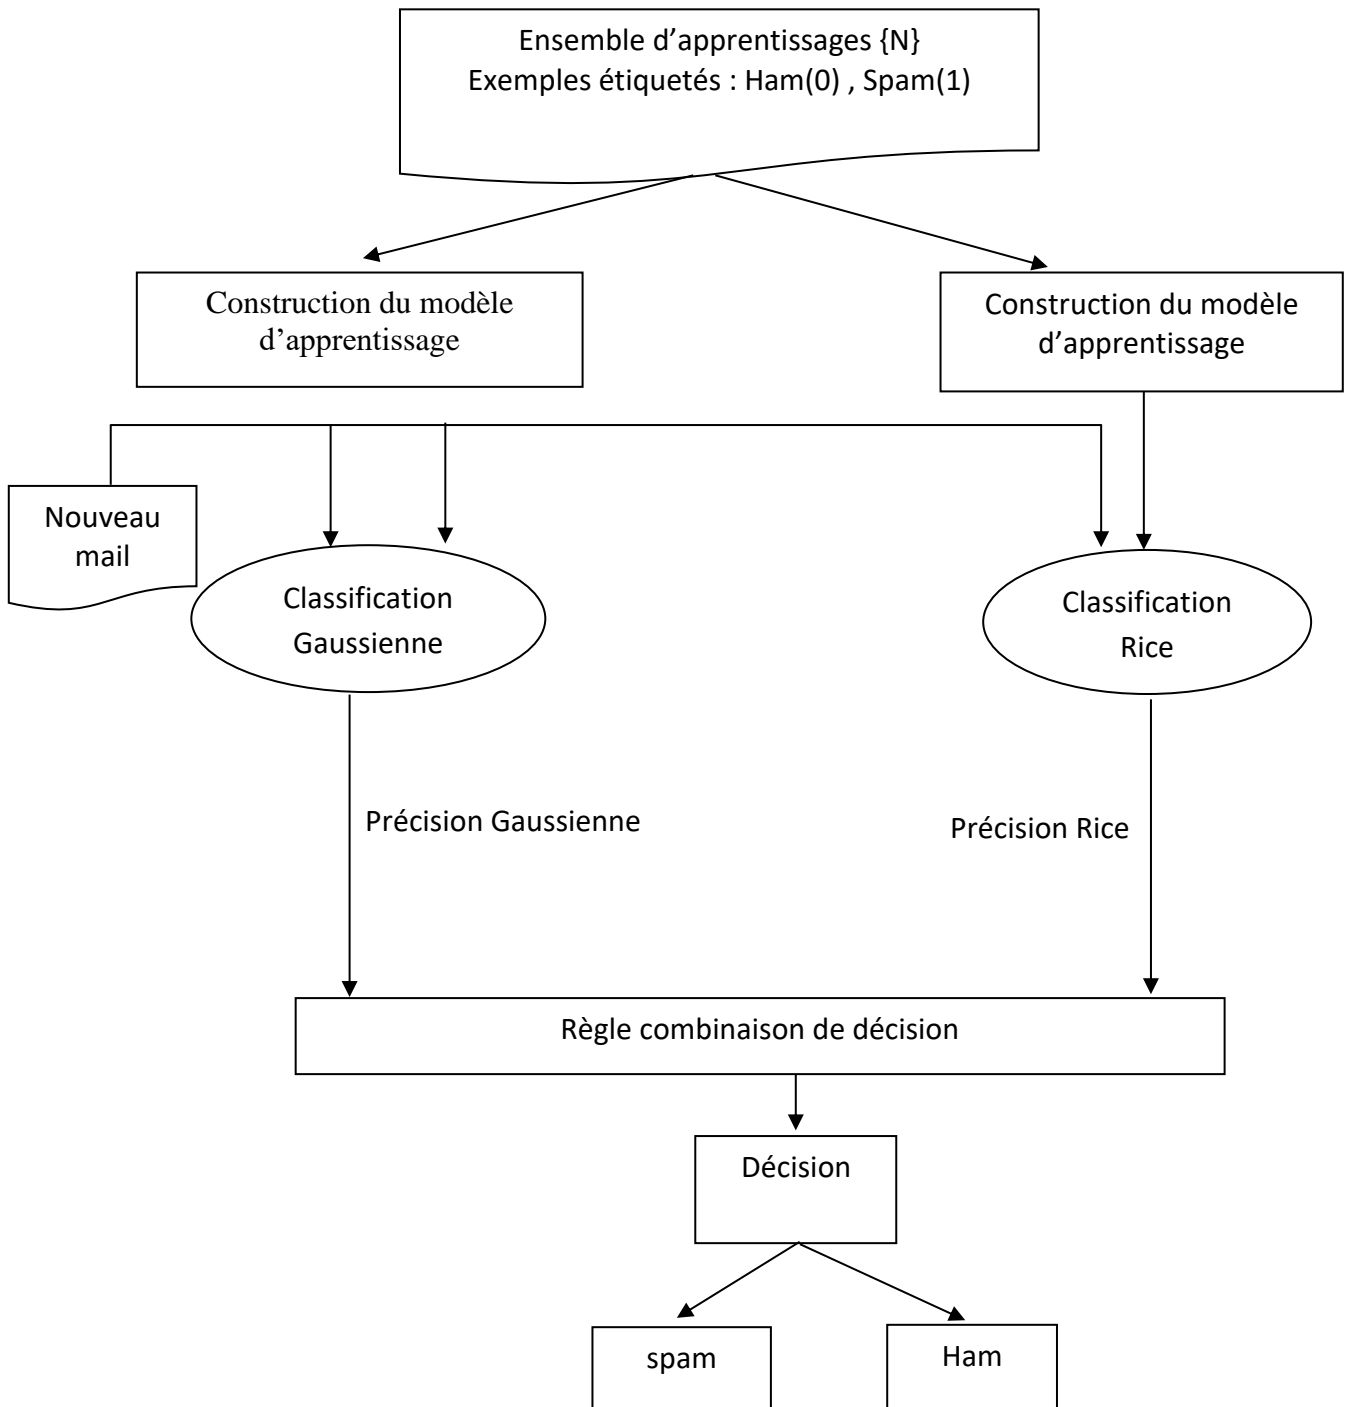 Ensemble d’apprentissages {N}
Exemples étiquetés : Ham(0) , Spam(1)
Construction du modèle
d’apprentissage
Construction du modèle
d’apprentissage
Nouveau
mail
Classification
Gaussienne
Classification
Rice
Précision Gaussienne
Précision Rice
Règle combinaison de décision
Décision
spam
Ham